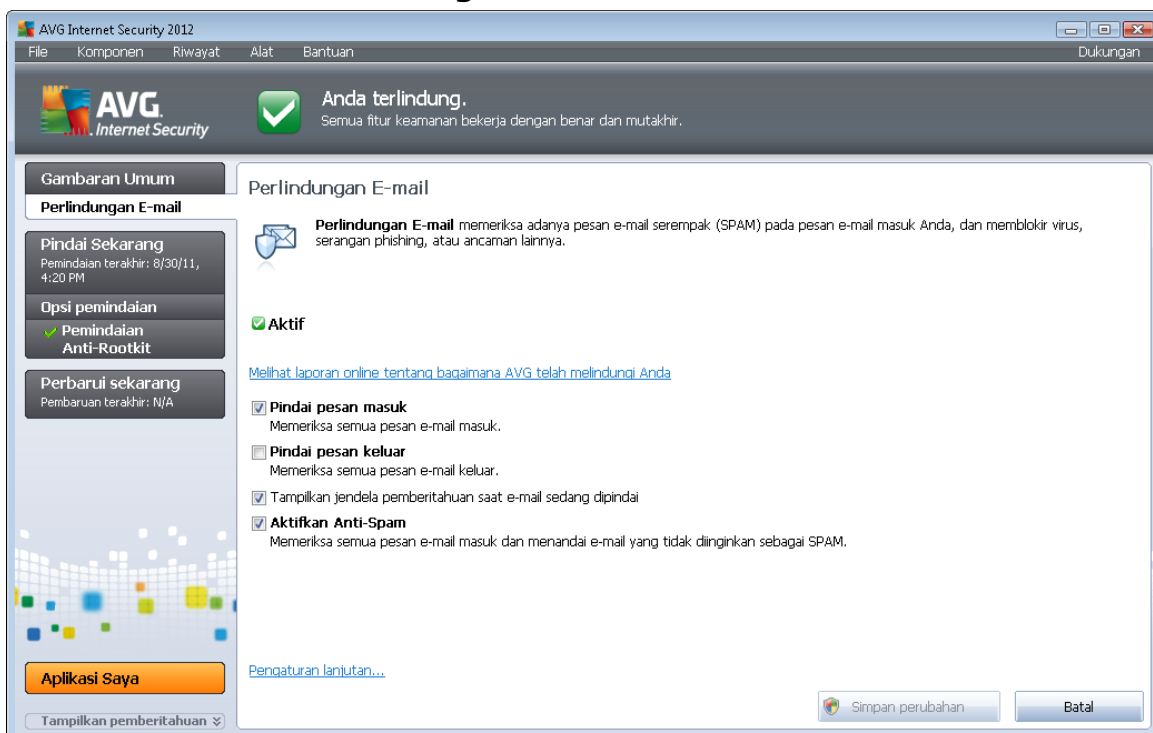 AVG Internet Security 2012
File Komponen Riwayat Alat Bantuan Dukungan
AVG.
Internet Security
Anda terlindung.
Semua fitur keamanan bekerja dengan benar dan mutakhir.
Gambaran Umum
Perlindungan E-mail
Pindai Sekarang
Pemindaian terakhir: 8/30/11,
4:20 PM
Opsi pemindaian
Pemindaian
Anti-Rootkit
Perbarui sekarang
Pembaruan terakhir: N/A
Aplikasi Saya
Tampilkan pemberitahuan
Perlindungan E-mail
Perlindungan E-mail memeriksa adanya pesan e-mail serempak (SPAM) pada pesan e-mail masuk Anda, dan memblokir virus,
serangan phishing, atau ancaman lainnya.
Aktif
Melihat laporan online tentang bagaimana AVG telah melindungi Anda
Pindai pesan masuk
Memeriksa semua pesan e-mail masuk.
Pindai pesan keluar
Memeriksa semua pesan e-mail keluar.
Tampilkan jendela pemberitahuan saat e-mail sedang dipindai
Aktifkan Anti-Spam
Memeriksa semua pesan e-mail masuk dan menandai e-mail yang tidak diinginkan sebagai SPAM.
Pengaturan lanjutan...
Simpan perubahan
Batal